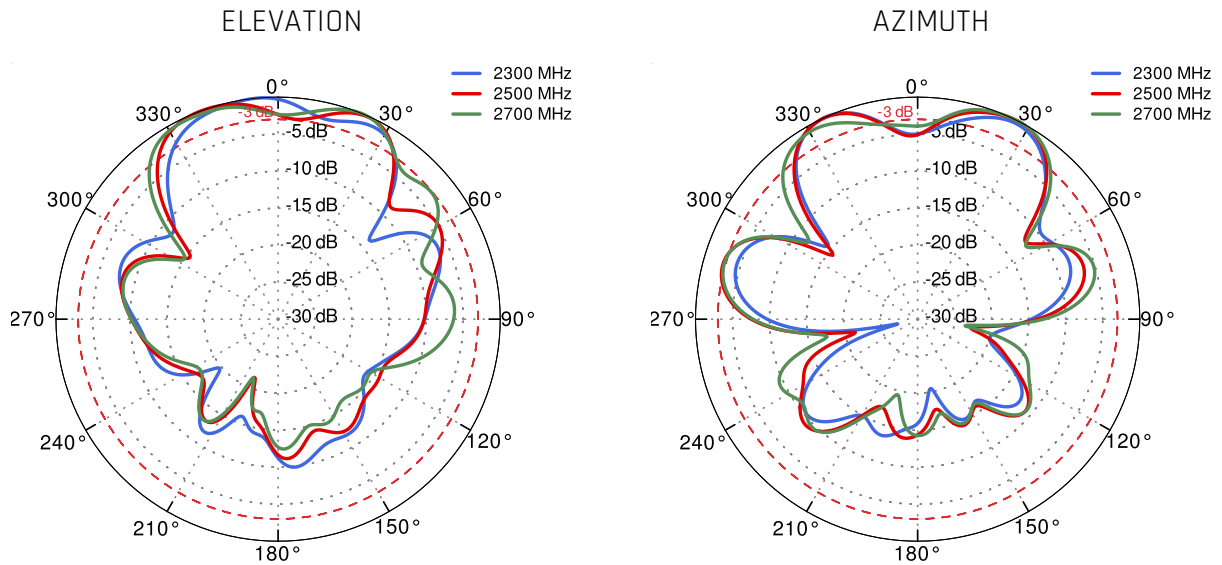 ELEVATION
2300 MHz
2500 MHz
2700 MHz
0°
30°
60°
90°
120°
150°
180°
210°
240°
270°
300°
330°
-3 dB
-5 dB
-10 dB
-15 dB
-20 dB
-25 dB
-30 dB
AZIMUTH
2300 MHz
2500 MHz
2700 MHz
0°
30°
60°
90°
120°
150°
180°
210°
240°
270°
300°
330°
-3 dB
-5 dB
-10 dB
-15 dB
-20 dB
-25 dB
-30 dB